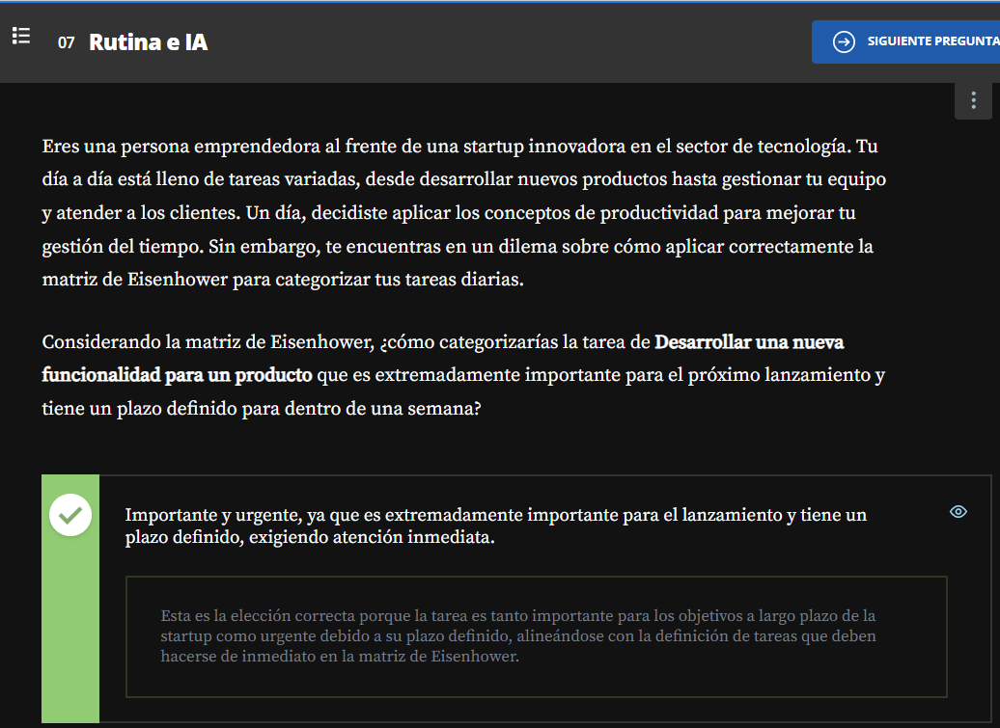 07 Rutina e IA
SIGUIENTE PREGUNTA
Eres una persona emprendedora al frente de una startup innovadora en el sector de tecnología. Tu
día a día está lleno de tareas variadas, desde desarrollar nuevos productos hasta gestionar tu equipo
y atender a los clientes. Un día, decidiste aplicar los conceptos de productividad para mejorar tu
gestión del tiempo. Sin embargo, te encuentras en un dilema sobre cómo aplicar correctamente la
matriz de Eisenhower para categorizar tus tareas diarias.
Considerando la matriz de Eisenhower, ¿cómo categorizarías la tarea de Desarrollar una nueva
funcionalidad para un producto que es extremadamente importante para el próximo lanzamiento y
tiene un plazo definido para dentro de una semana?
Importante y urgente, ya que es extremadamente importante para el lanzamiento y tiene un
plazo definido, exigiendo atención inmediata.
Esta es la elección correcta porque la tarea es tanto importante para los objetivos a largo plazo de la
startup como urgente debido a su plazo definido, alineándose con la definición de tareas que deben
hacerse de inmediato en la matriz de Eisenhower.